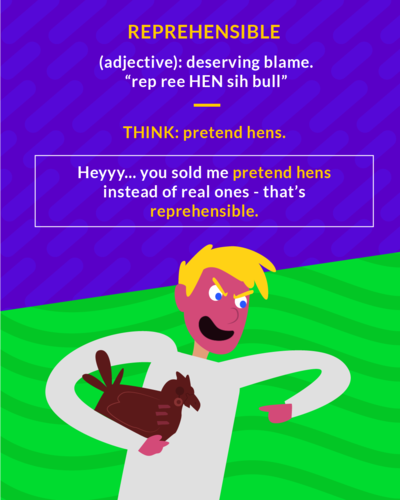 REPREHENSIBLE
(adjective): deserving blame.
“rep ree HEN sih bull”
THINK: pretend hens.
Heyyy... you sold me pretend hens
instead of real ones - that’s
reprehensible.